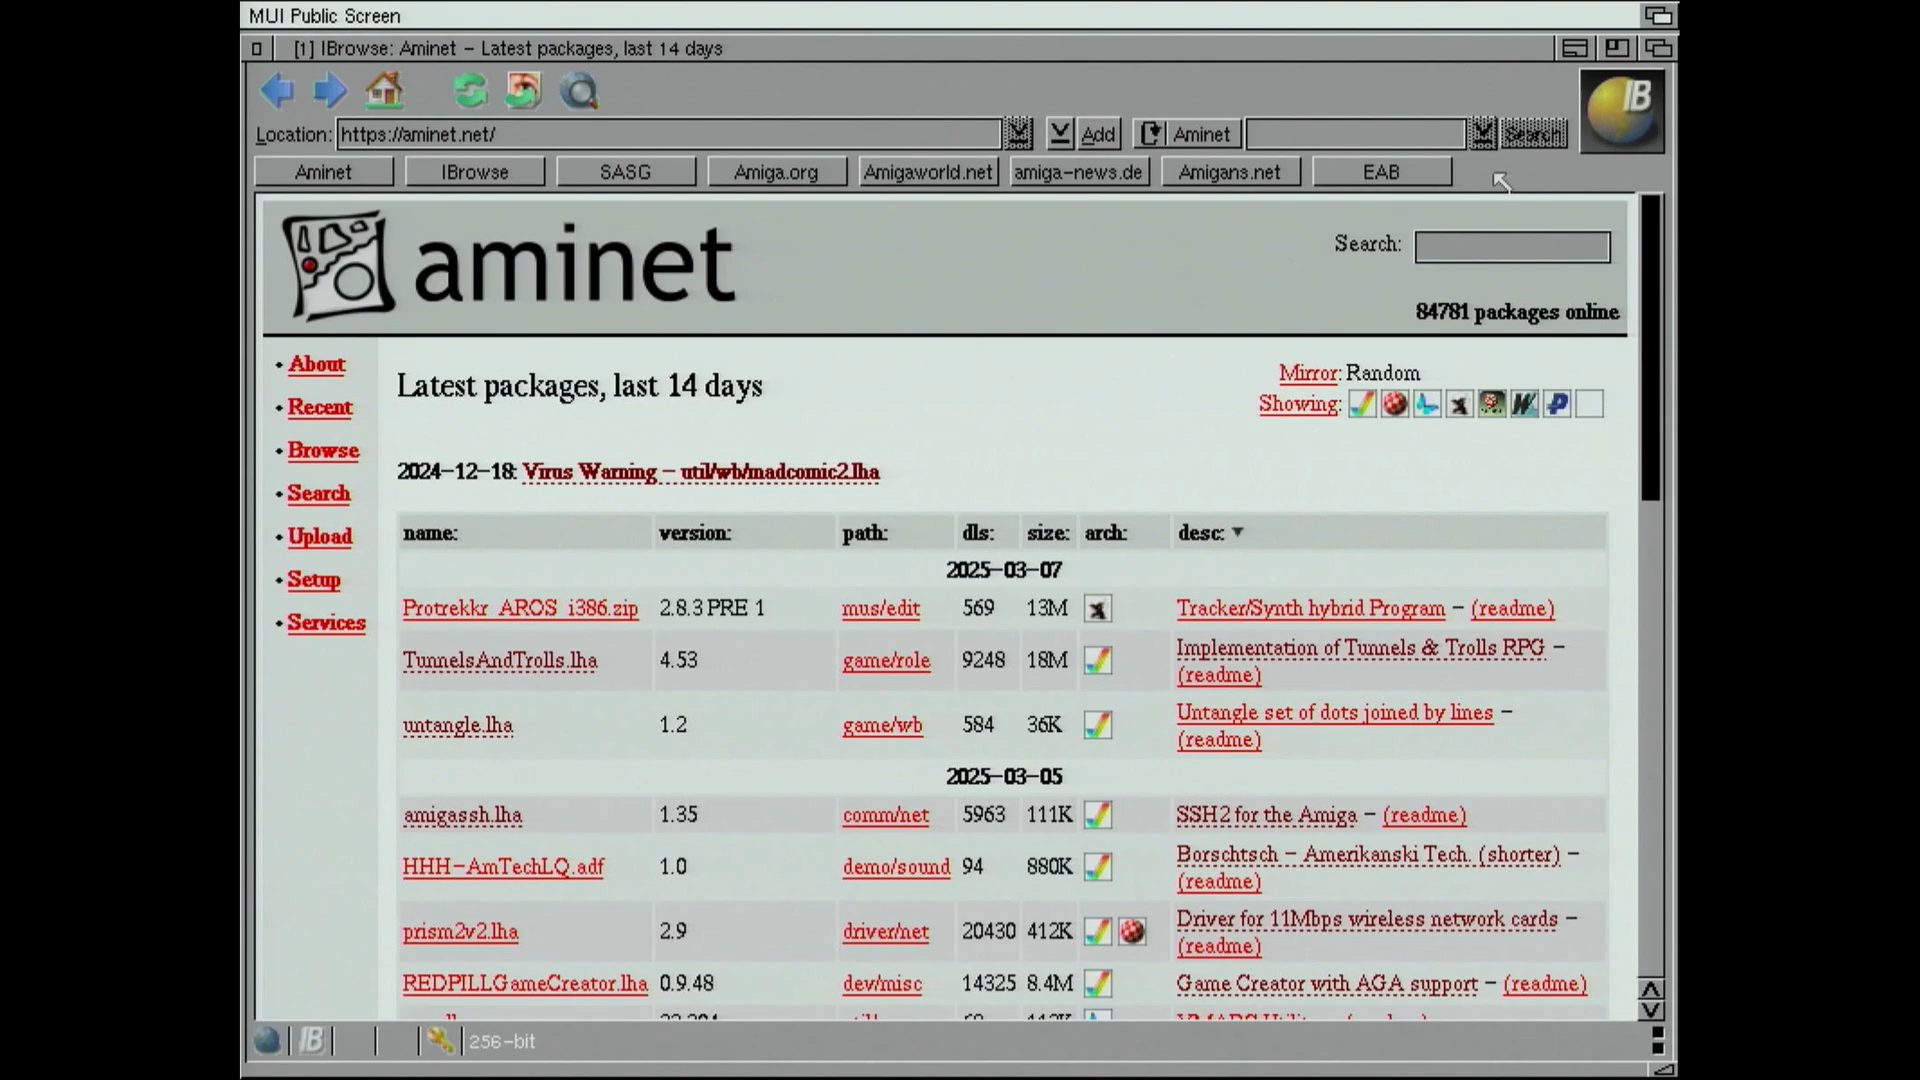 MUI Public Screen
[1] IBrowse: Aminet - Latest packages, last 14 days
Location: https://aminet.net/ Add Aminet Search
Aminet IBrowse SASG Amiga.org Amigaworld.net amiga-news.de Amigans.net EAB
aminet
Search:
84781 packages online
• About
• Recent
• Browse
• Search
• Upload
• Setup
• Services
Latest packages, last 14 days
Mirror: Random
Showing:
2024-12-18: Virus Warning - util/wb/madcomic2.lha
name: version: path: dls: size: arch: desc:
2025-03-07
Protrekkr_AROS_i386.zip 2.8.3 PRE 1 mus/edit 569 13M Tracker/Synth hybrid Program - (readme)
TunnelsAndTrolls.lha 4.53 game/role 9248 18M Implementation of Tunnels & Trolls RPG -
(readme)
untangle.lha 1.2 game/wb 584 36K Untangle set of dots joined by lines -
(readme)
2025-03-05
amigassh.lha 1.35 comm/net 5963 111K SSH2 for the Amiga - (readme)
HHH-AmTechLQ.adf 1.0 demo/sound 94 880K Borschtsch - Amerikanski Tech. (shorter) -
(readme)
prism2v2.lha 2.9 driver/net 20430 412K Driver for 11Mbps wireless network cards -
(readme)
REDPILLGameCreator.lha 0.9.48 dev/misc 14325 8.4M Game Creator with AGA support - (readme)
IB 256-bit